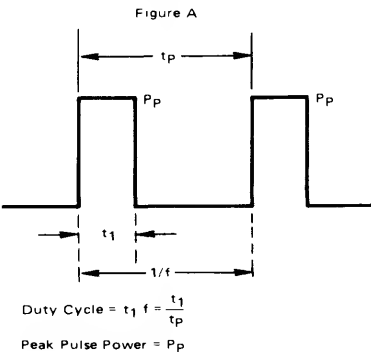 Figure A
tp
Pp Pp
t1
1/f
Duty Cycle = t1 f = t1/tp
Peak Pulse Power = Pp